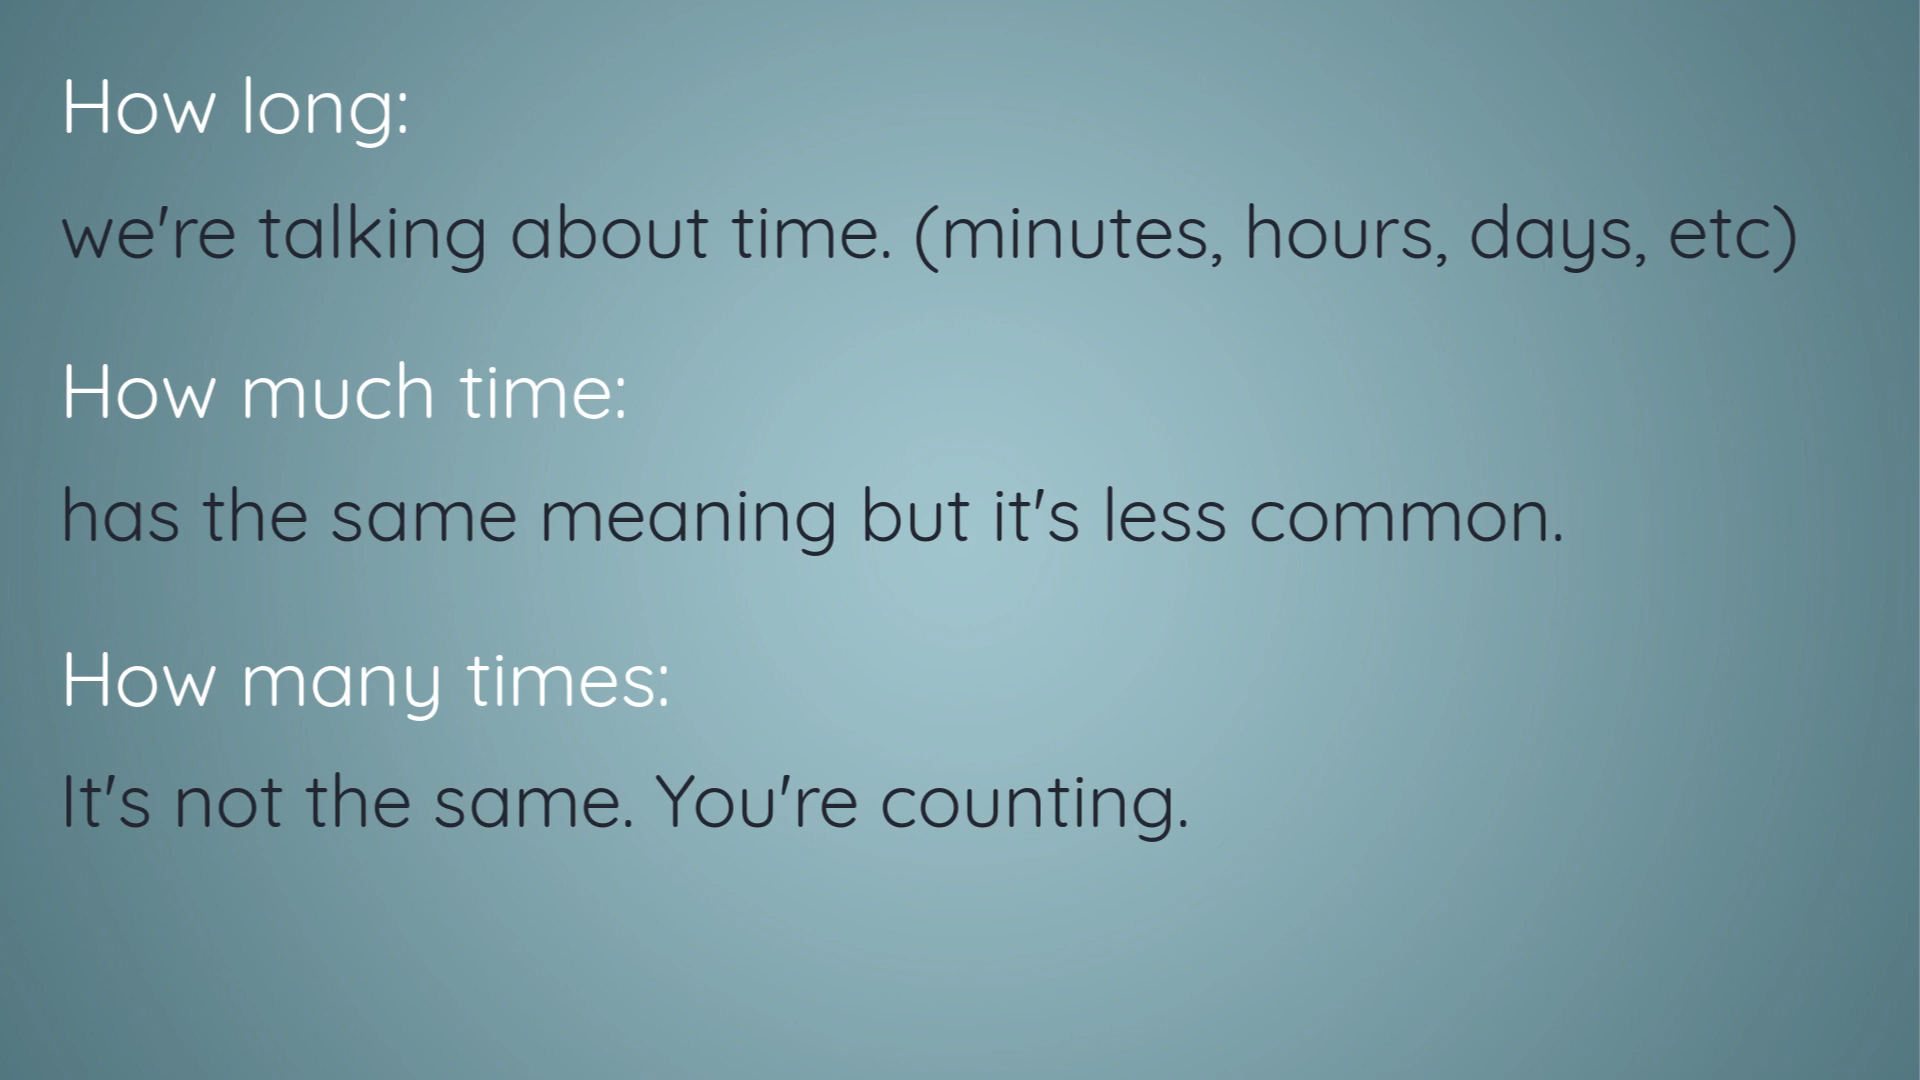 How long:
we're talking about time. (minutes, hours, days, etc)
How much time:
has the same meaning but it's less common.
How many times:
It's not the same. You're counting.